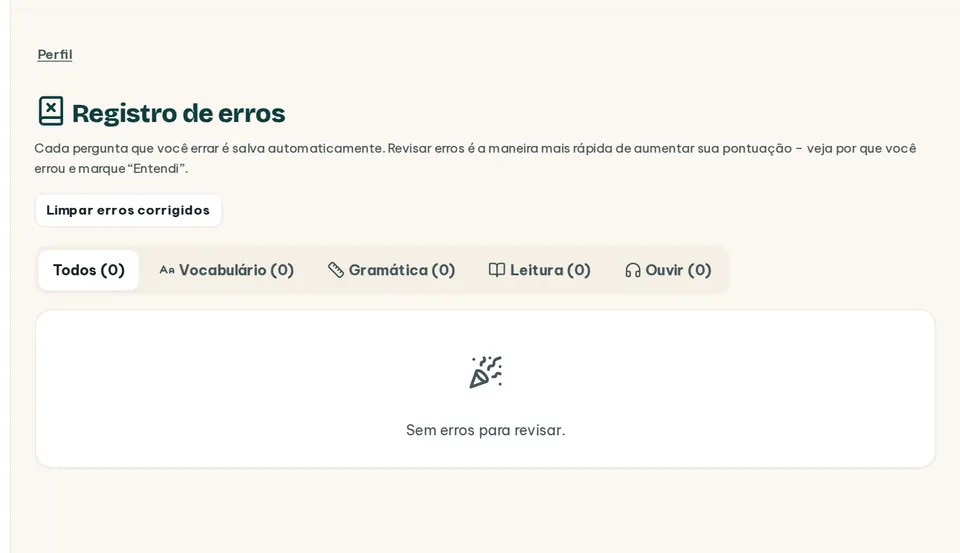 Perfil
Registro de erros
Cada pergunta que você errar é salva automaticamente. Revisar erros é a maneira mais rápida de aumentar sua pontuação – veja por que você
errou e marque “Entendi”.
Limpar erros corrigidos
Todos (0) Vocabulário (0) Gramática (0) Leitura (0) Ouvir (0)
Sem erros para revisar.